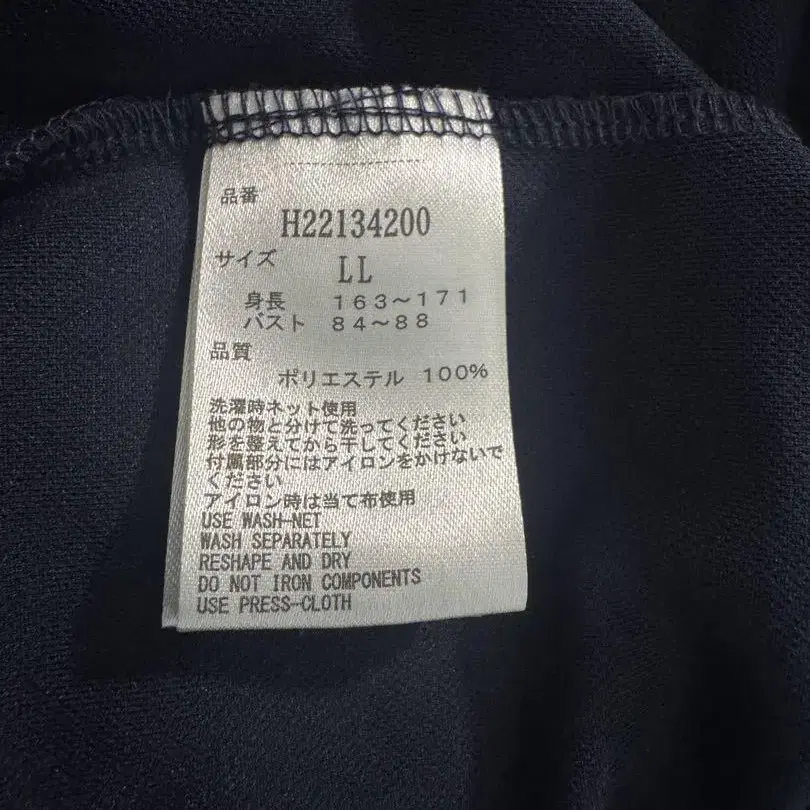 品番
H22134200
サイズ
LL
身長 163~171
バスト 84~88
品質
ポリエステル 100%
洗濯時ネット使用
他の物と分けて洗ってください
形を整えてから干してください
付属部分にはアイロンをかけないで
ください
アイロン時は当て布使用
USE WASH-NET
WASH SEPARATELY
RESHAPE AND DRY
DO NOT IRON COMPONENTS
USE PRESS-CLOTH